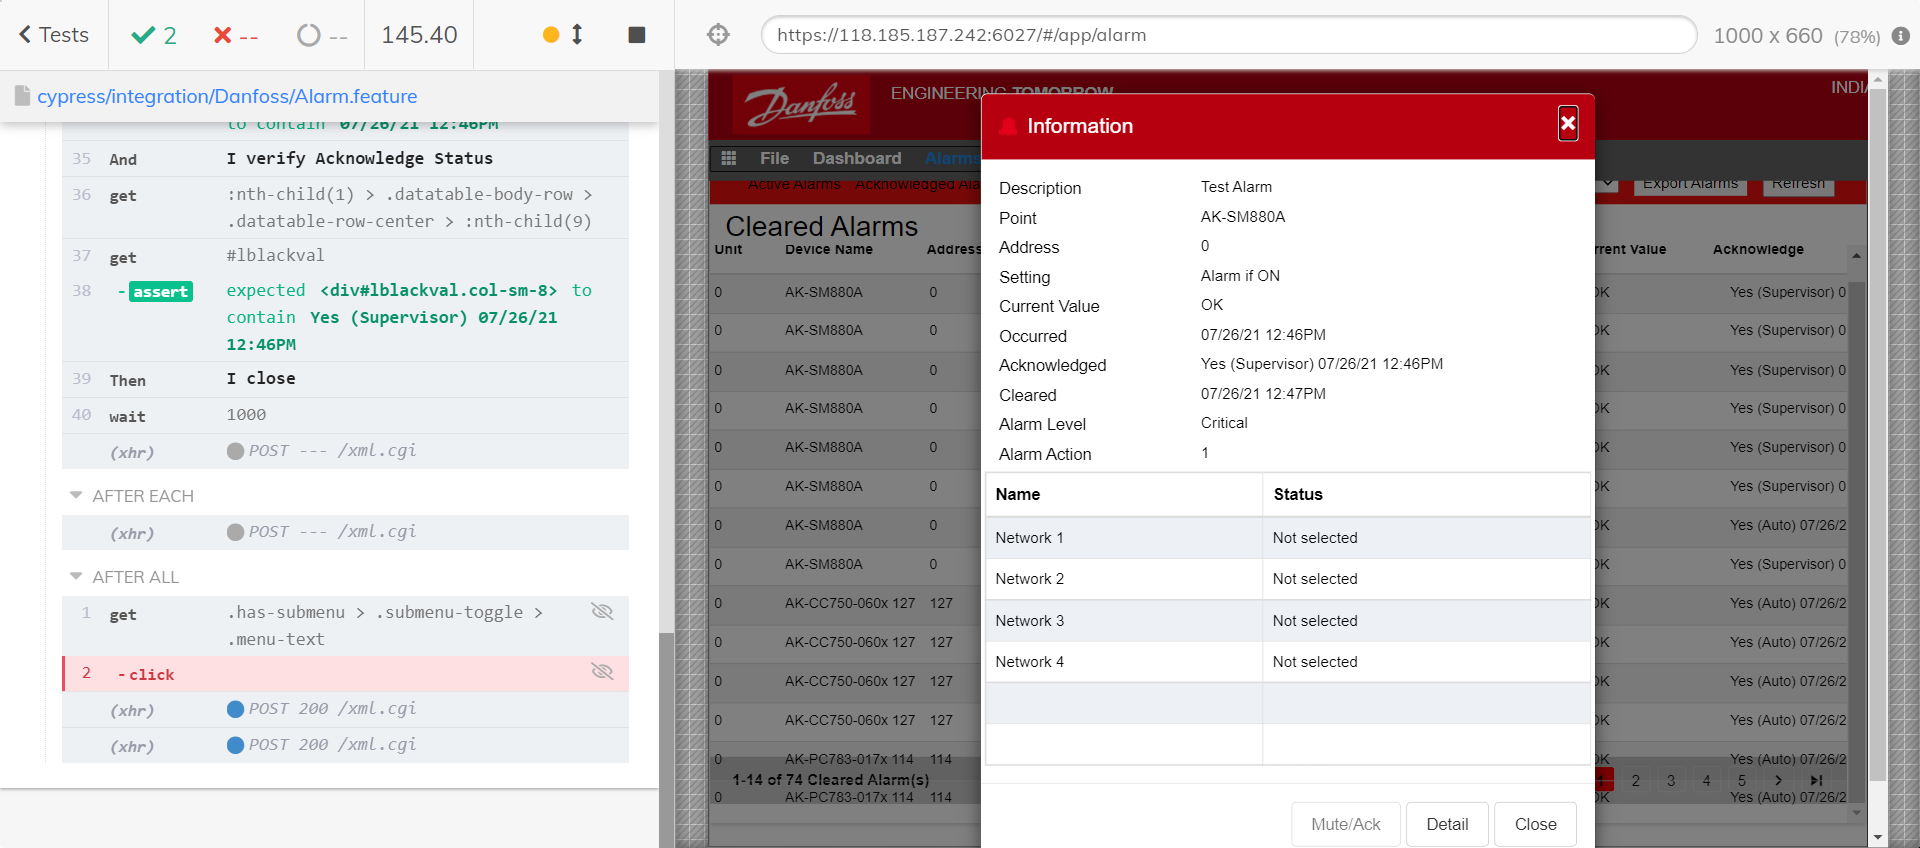 Tests
2
--
--
145.40
https://118.185.187.242:6027/#/app/alarm
1000 x 660 (78%)
cypress/integration/Danfoss/Alarm.feature
to contain 07/26/21 12:46PM
35 And I verify Acknowledge Status
36 get :nth-child(1) > .datatable-body-row >
.datatable-row-center > :nth-child(9)
37 get #lblackval
38 -assert expected <div#lblackval.col-sm-8> to
contain Yes (Supervisor) 07/26/21
12:46PM
39 Then I close
40 wait 1000
(xhr) POST --- /xml.cgi
AFTER EACH
(xhr) POST --- /xml.cgi
AFTER ALL
1 get .has-submenu > .submenu-toggle >
.menu-text
2 -click
(xhr) POST 200 /xml.cgi
(xhr) POST 200 /xml.cgi
Danfoss
ENGINEERING TOMORROW
INDIA
File Dashboard Alarms
Active Alarms Acknowledged Ala
Export Alarms Refresh
Cleared Alarms
Unit Device Name Address rrent Value Acknowledge
0 AK-SM880A 0 OK Yes (Supervisor) 0
0 AK-SM880A 0 OK Yes (Supervisor) 0
0 AK-SM880A 0 OK Yes (Supervisor) 0
0 AK-SM880A 0 OK Yes (Supervisor) 0
0 AK-SM880A 0 OK Yes (Supervisor) 0
0 AK-SM880A 0 OK Yes (Supervisor) 0
0 AK-SM880A 0 OK Yes (Auto) 07/26/2
0 AK-SM880A 0 OK Yes (Supervisor) 0
0 AK-CC750-060x 127 127 OK Yes (Auto) 07/26/2
0 AK-CC750-060x 127 127 OK Yes (Auto) 07/26/2
0 AK-CC750-060x 127 127 OK Yes (Auto) 07/26/2
0 AK-CC750-060x 127 127 OK Yes (Auto) 07/26/2
0 AK-PC783-017x 114 114 OK Yes (Auto) 07/26/2
1-14 of 74 Cleared Alarm(s) 1 2 3 4 5
0 AK-PC783-017x 114 114 OK Yes (Auto) 07/26/2
Information
Description Test Alarm
Point AK-SM880A
Address 0
Setting Alarm if ON
Current Value OK
Occurred 07/26/21 12:46PM
Acknowledged Yes (Supervisor) 07/26/21 12:46PM
Cleared 07/26/21 12:47PM
Alarm Level Critical
Alarm Action 1
Name Status
Network 1 Not selected
Network 2 Not selected
Network 3 Not selected
Network 4 Not selected
Mute/Ack Detail Close